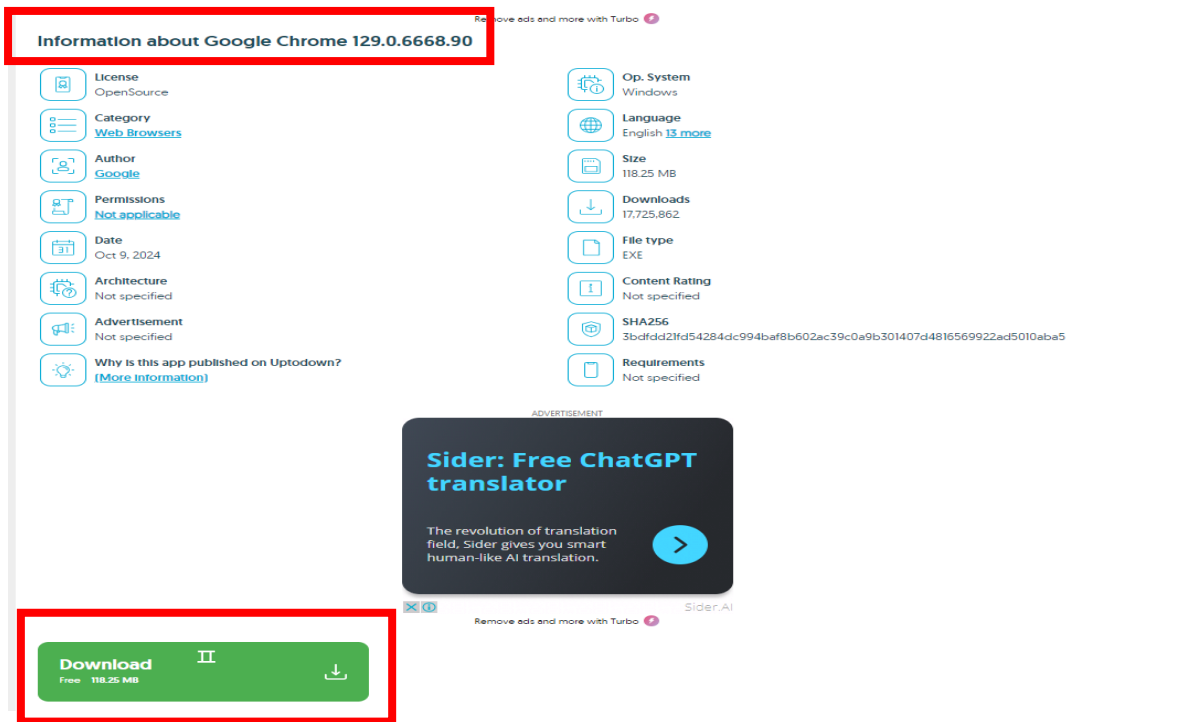 Remove ads and more with Turbo
Information about Google Chrome 129.0.6668.90
License
OpenSource
Op. System
Windows
Category
Web Browsers
Language
English 13 more
Author
Google
Size
118.25 MB
Permissions
Not applicable
Downloads
17,725,862
Date
Oct 9, 2024
File type
EXE
Architecture
Not specified
Content Rating
Not specified
Advertisement
Not specified
SHA256
3bdfdd21fd54284dc994baf8b602ac39c0a9b301407d4816569922ad5010aba5
Why is this app published on Uptodown?
(More information)
Requirements
Not specified
ADVERTISEMENT
Sider: Free ChatGPT
translator
The revolution of translation
field, Sider gives you smart
human-like AI translation.
Sider.AI
Remove ads and more with Turbo
Download
Free 118.25 MB